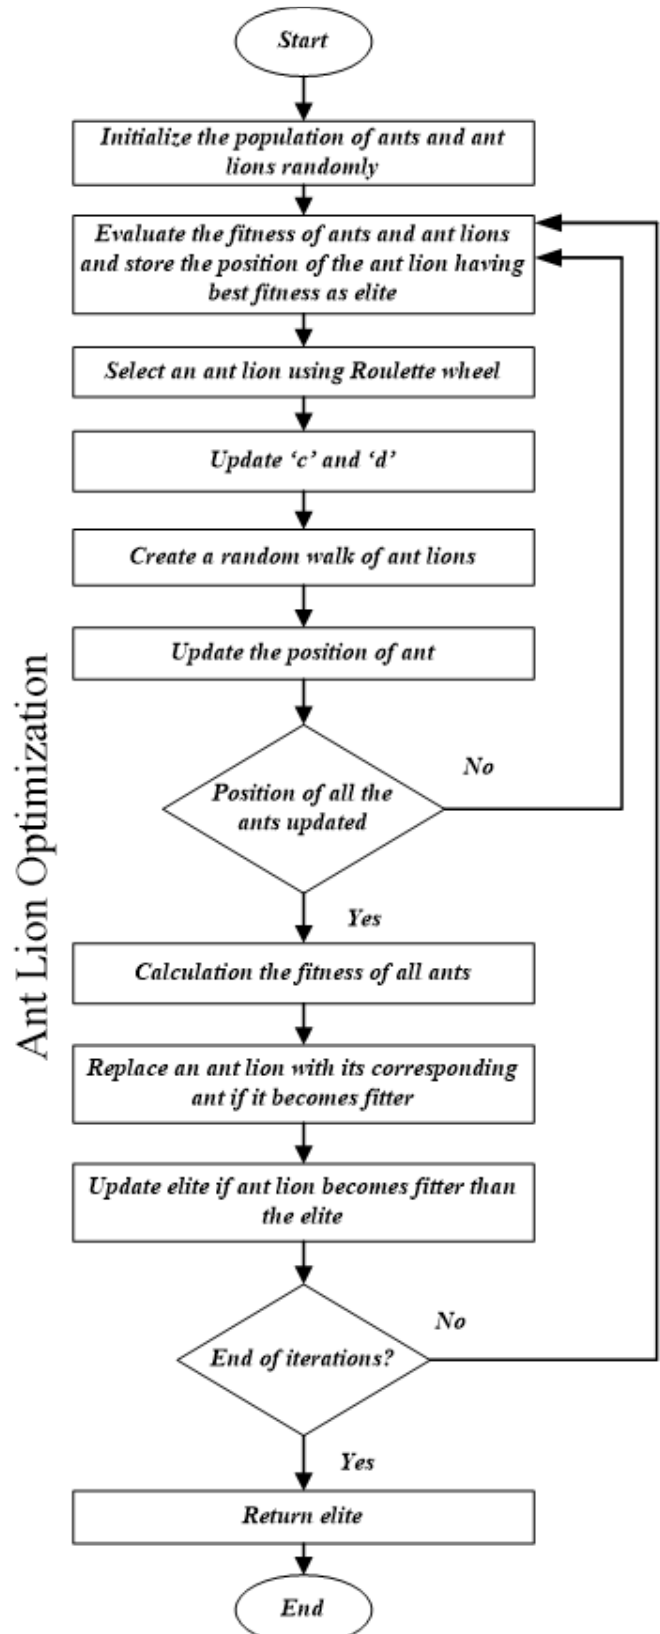 Start
Initialize the population of ants and ant
lions randomly
Evaluate the fitness of ants and ant lions
and store the position of the ant lion having
best fitness as elite
Select an ant lion using Roulette wheel
Update ‘c’ and ‘d’
Create a random walk of ant lions
Update the position of ant
Position of all the
ants updated
No
Yes
Calculation the fitness of all ants
Replace an ant lion with its corresponding
ant if it becomes fitter
Update elite if ant lion becomes fitter than
the elite
End of iterations?
No
Yes
Return elite
End
Ant Lion Optimization